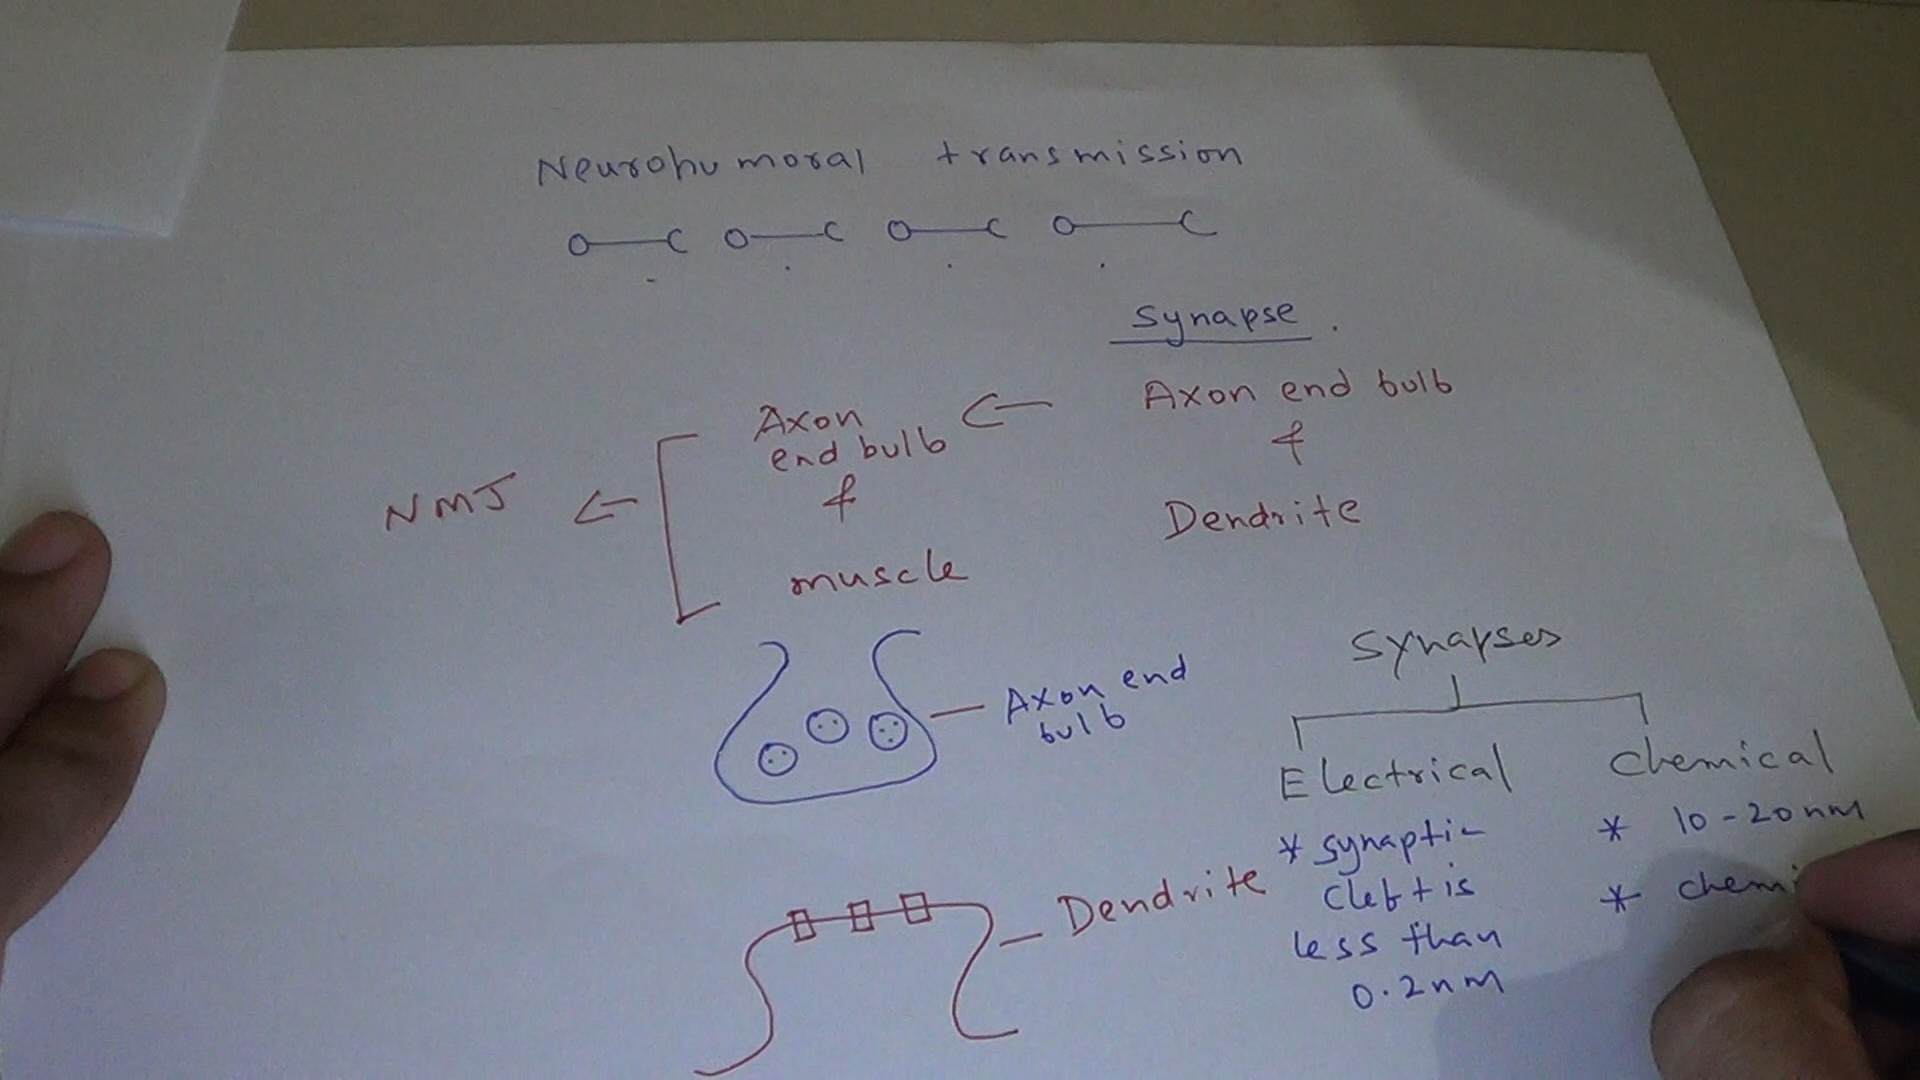 Neurohumoral transmission
Synapse.
Axon end bulb
&
Dendrite
Axon
end bulb
&
muscle
NMJ
Axon end
bulb
Dendrite
Synapses
Electrical
* synaptic
cleft is
less than
0.2nm
Chemical
* 10-20nm
* chemi